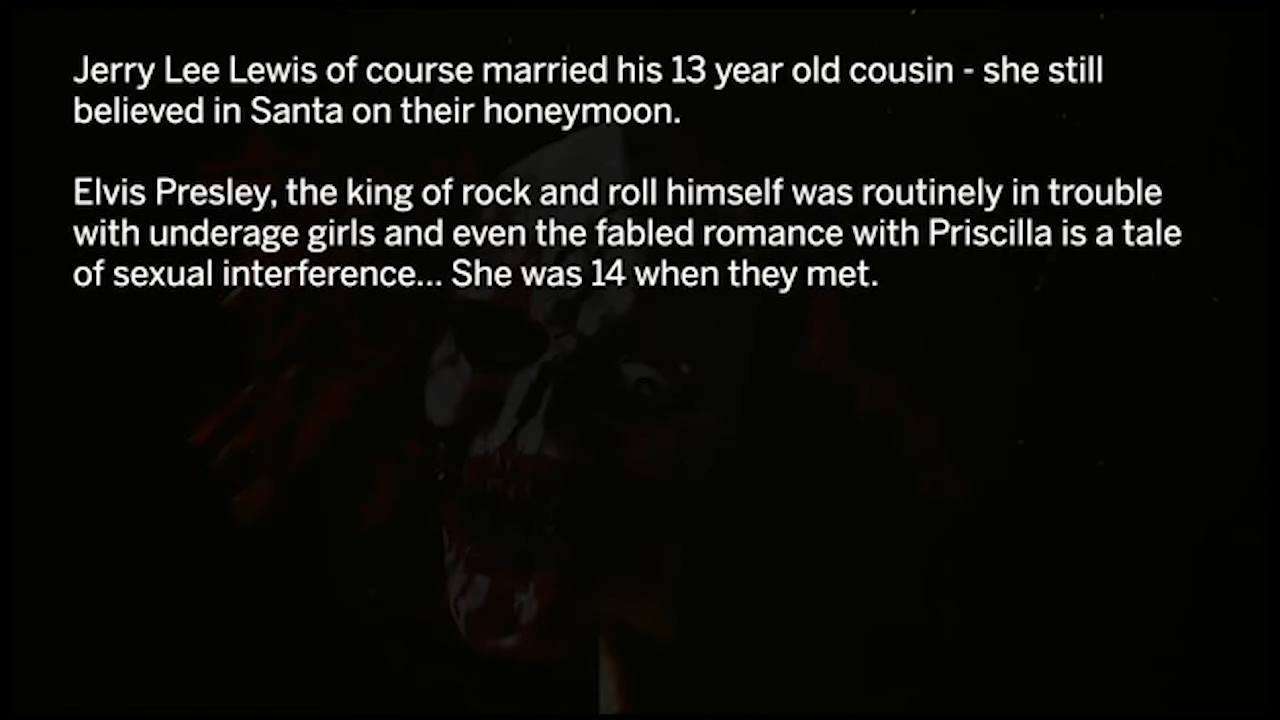 Jerry Lee Lewis of course married his 13 year old cousin - she still
believed in Santa on their honeymoon.
Elvis Presley, the king of rock and roll himself was routinely in trouble
with underage girls and even the fabled romance with Priscilla is a tale
of sexual interference... She was 14 when they met.